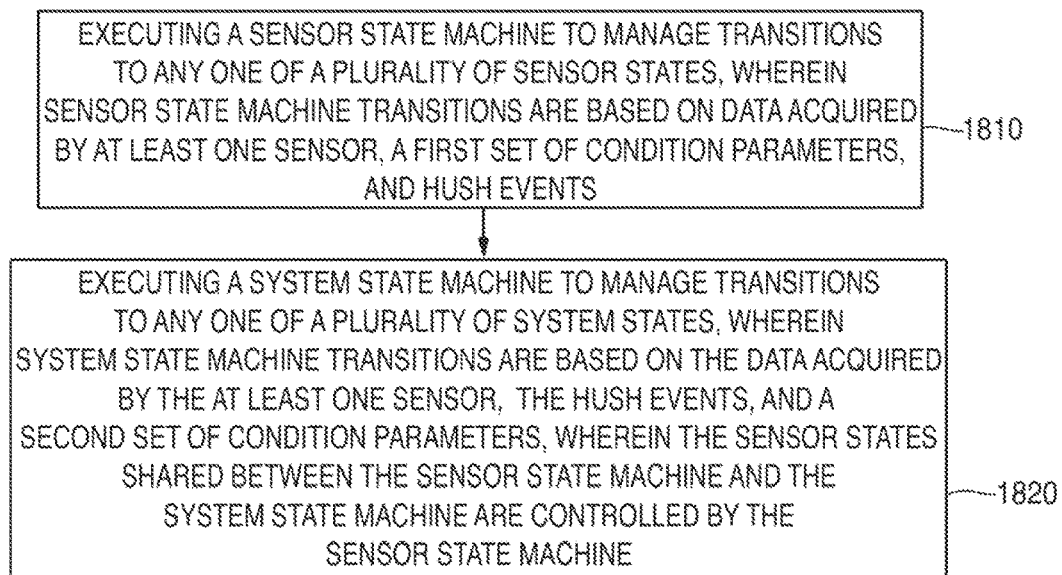 EXECUTING A SENSOR STATE MACHINE TO MANAGE TRANSITIONS
TO ANY ONE OF A PLURALITY OF SENSOR STATES, WHEREIN
SENSOR STATE MACHINE TRANSITIONS ARE BASED ON DATA ACQUIRED
BY AT LEAST ONE SENSOR, A FIRST SET OF CONDITION PARAMETERS,
AND HUSH EVENTS
1810
EXECUTING A SYSTEM STATE MACHINE TO MANAGE TRANSITIONS
TO ANY ONE OF A PLURALITY OF SYSTEM STATES, WHEREIN
SYSTEM STATE MACHINE TRANSITIONS ARE BASED ON THE DATA ACQUIRED
BY THE AT LEAST ONE SENSOR, THE HUSH EVENTS, AND A
SECOND SET OF CONDITION PARAMETERS, WHEREIN THE SENSOR STATES
SHARED BETWEEN THE SENSOR STATE MACHINE AND THE
SYSTEM STATE MACHINE ARE CONTROLLED BY THE
SENSOR STATE MACHINE
1820